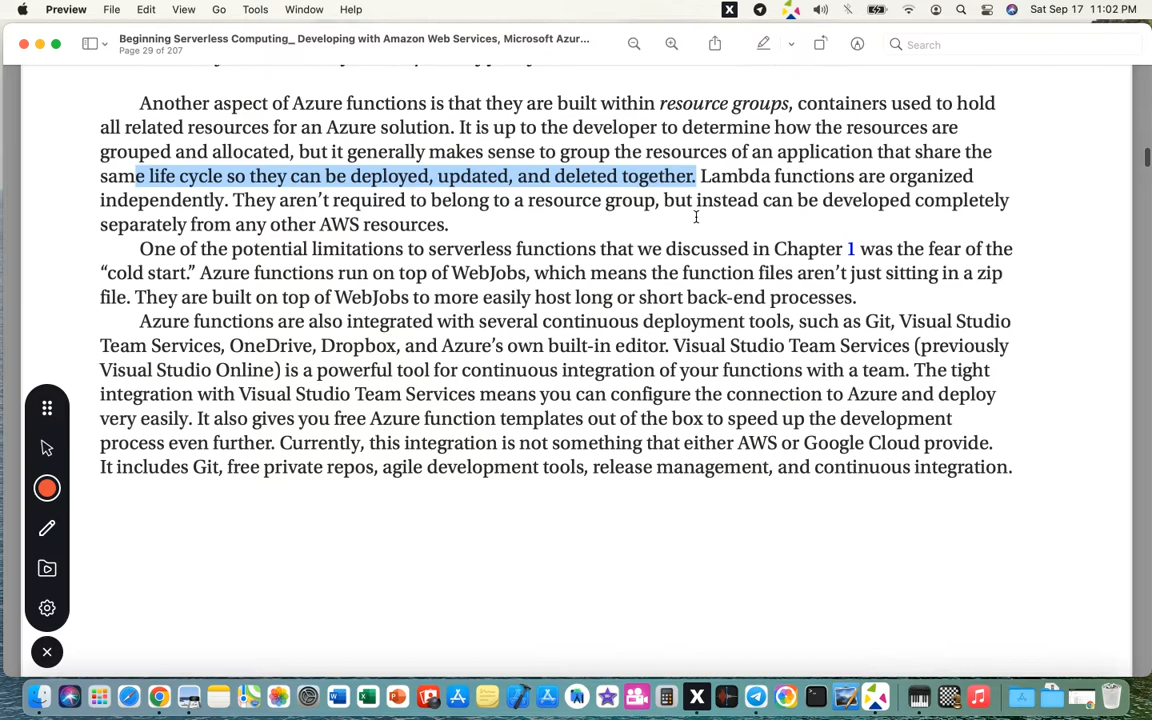 Preview File Edit View Go Tools Window Help
X
Sat Sep 17 11:02 PM
Beginning Serverless Computing_ Developing with Amazon Web Services, Microsoft Azur...
Page 29 of 207
Search
Another aspect of Azure functions is that they are built within resource groups, containers used to hold
all related resources for an Azure solution. It is up to the developer to determine how the resources are
grouped and allocated, but it generally makes sense to group the resources of an application that share the
same life cycle so they can be deployed, updated, and deleted together. Lambda functions are organized
independently. They aren’t required to belong to a resource group, but instead can be developed completely
separately from any other AWS resources.
One of the potential limitations to serverless functions that we discussed in Chapter 1 was the fear of the
“cold start.” Azure functions run on top of WebJobs, which means the function files aren’t just sitting in a zip
file. They are built on top of WebJobs to more easily host long or short back-end processes.
Azure functions are also integrated with several continuous deployment tools, such as Git, Visual Studio
Team Services, OneDrive, Dropbox, and Azure’s own built-in editor. Visual Studio Team Services (previously
Visual Studio Online) is a powerful tool for continuous integration of your functions with a team. The tight
integration with Visual Studio Team Services means you can configure the connection to Azure and deploy
very easily. It also gives you free Azure function templates out of the box to speed up the development
process even further. Currently, this integration is not something that either AWS or Google Cloud provide.
It includes Git, free private repos, agile development tools, release management, and continuous integration.